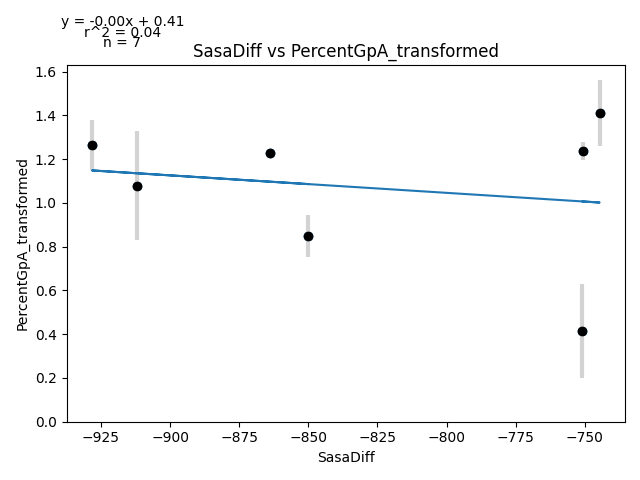 y = -0.00x + 0.41
r^2 = 0.04
n = 7
SasaDiff vs PercentGpA_transformed
1.6
1.4
1.2
1.0
0.8
0.6
0.4
0.2
0.0
PercentGpA_transformed
−925 −900 −875 −850 −825 −800 −775 −750
SasaDiff